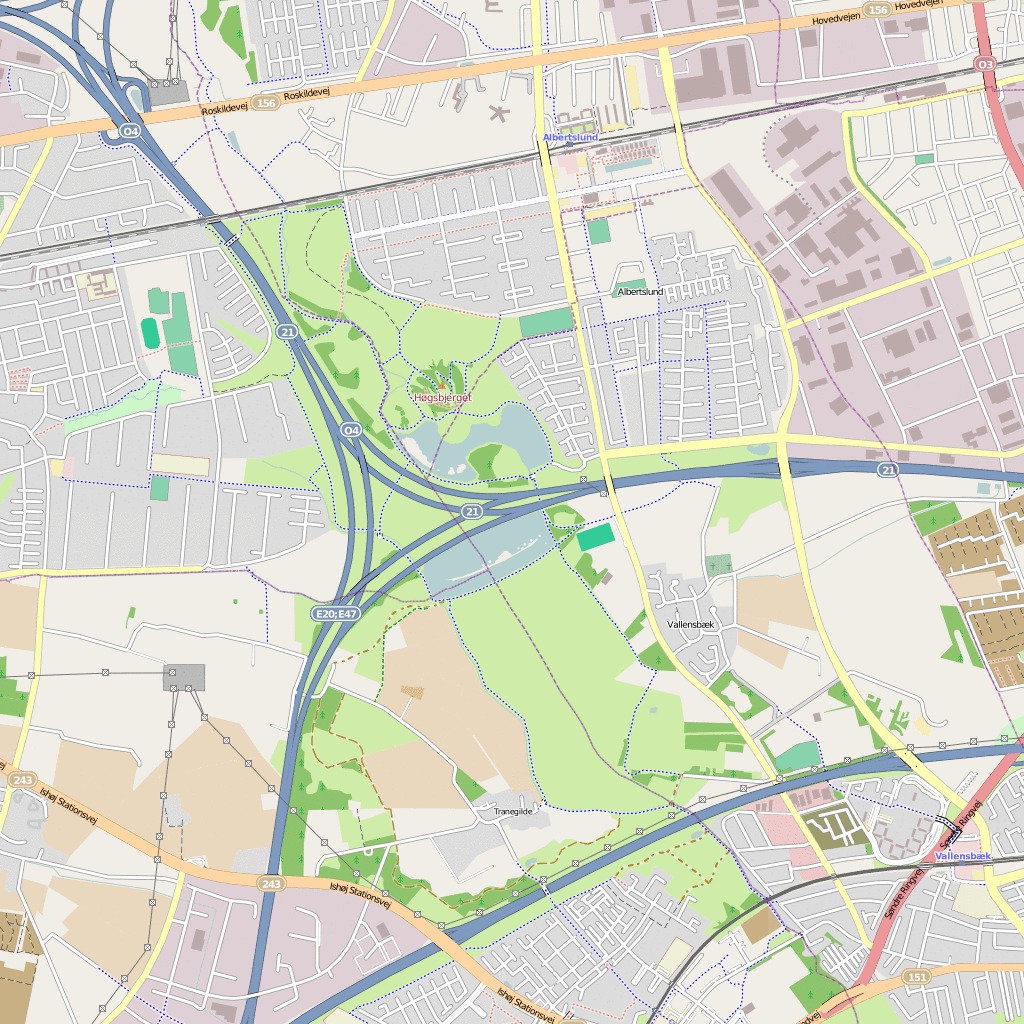 Hovedvejen
156
Hovedvejen
O3
Roskildevej
156
Roskildevej
O4
Albertslund
21
Albertslund
Høgsbjerget
O4
21
21
E20;E47
Vallensbæk
243
Ishøj Stationsvej
Tranegilde
Søndre Ringvej
Vallensbæk
243
Ishøj Stationsvej
Søndre Ringvej
151
Ishøj Stationsvej